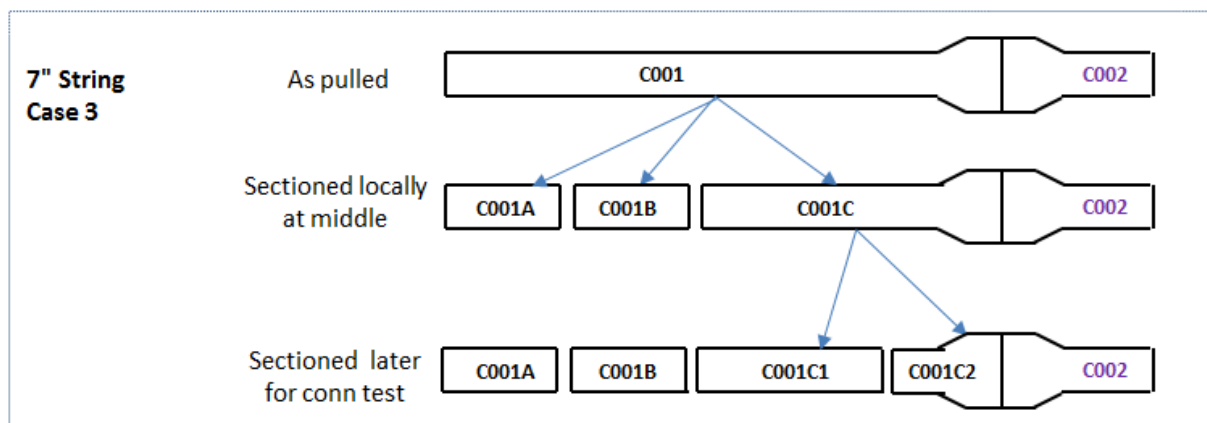 7" String
Case 3
As pulled
C001
C002
Sectioned locally
at middle
C001A
C001B
C001C
C002
Sectioned later
for conn test
C001A
C001B
C001C1
C001C2
C002